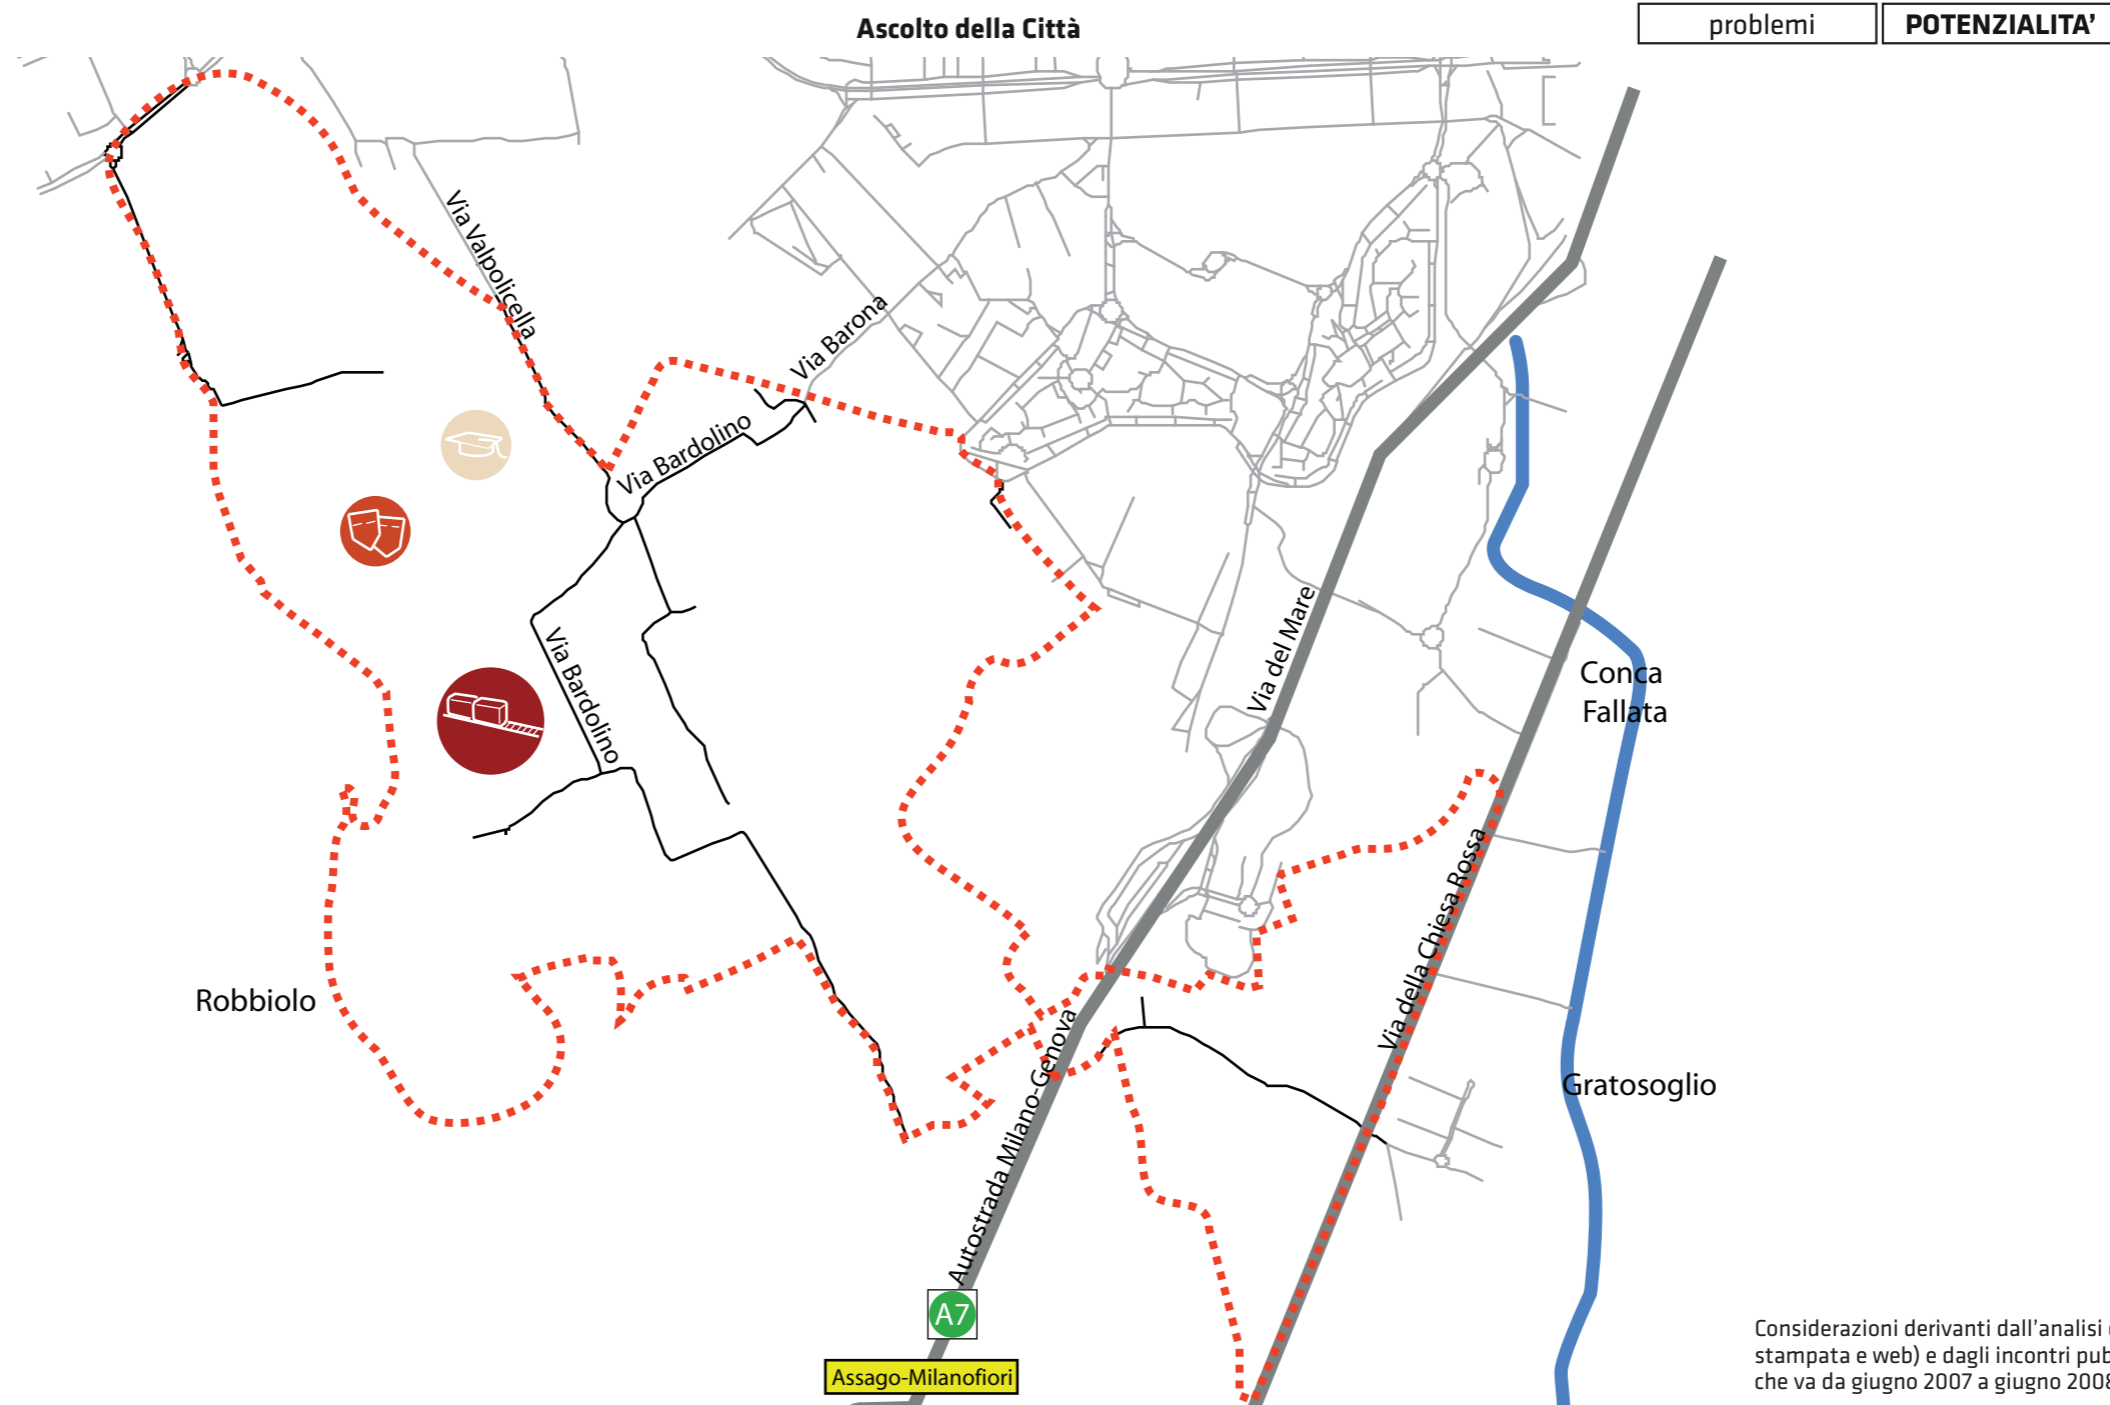 Ascolto della Città
problemi
POTENZIALITA’
Via Valpolicella
Via Barona
Via Bardolino
Via Bardolino
Via del Mare
Conca
Fallata
Via della Chiesa Rossa
Robbiolo
Autostrada Milano-Genova
Gratosoglio
A7
Assago-Milanofiori
Considerazioni derivanti dall'analisi
stampata e web) e dagli incontri pub
che va da giugno 2007 a giugno 2008